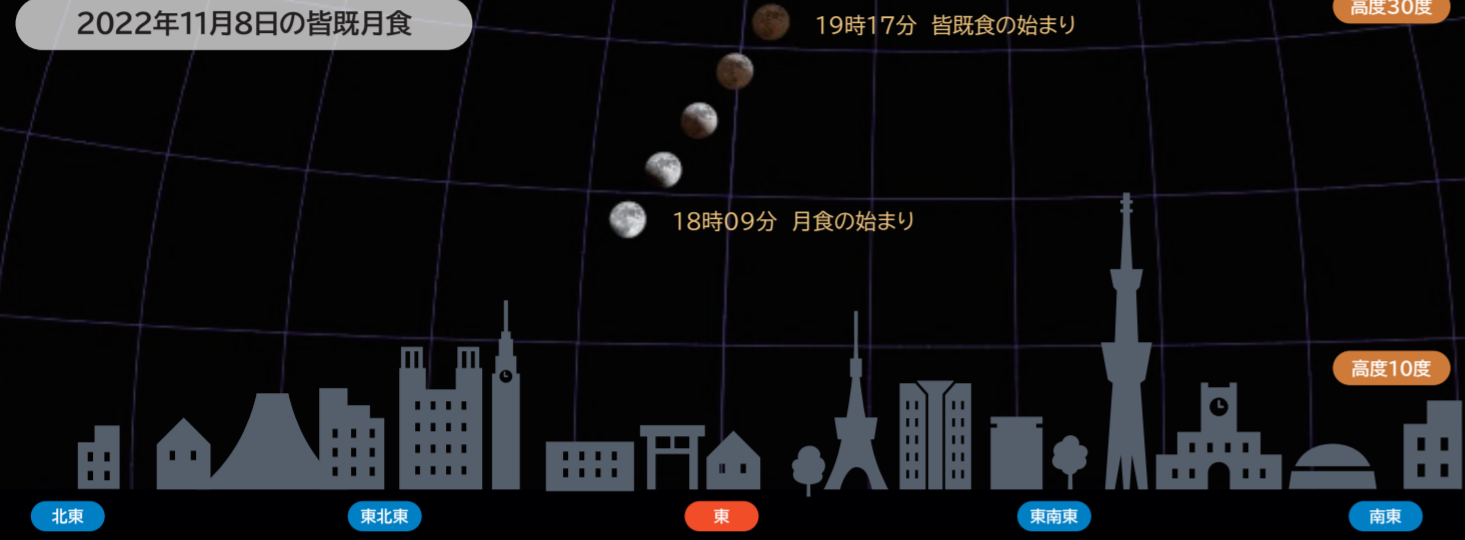 高度30度
2022年11月8日の皆既月食
19時17分 皆既食の始まり
18時09分 月食の始まり
高度10度
北東
東北東
東
東南東
南東